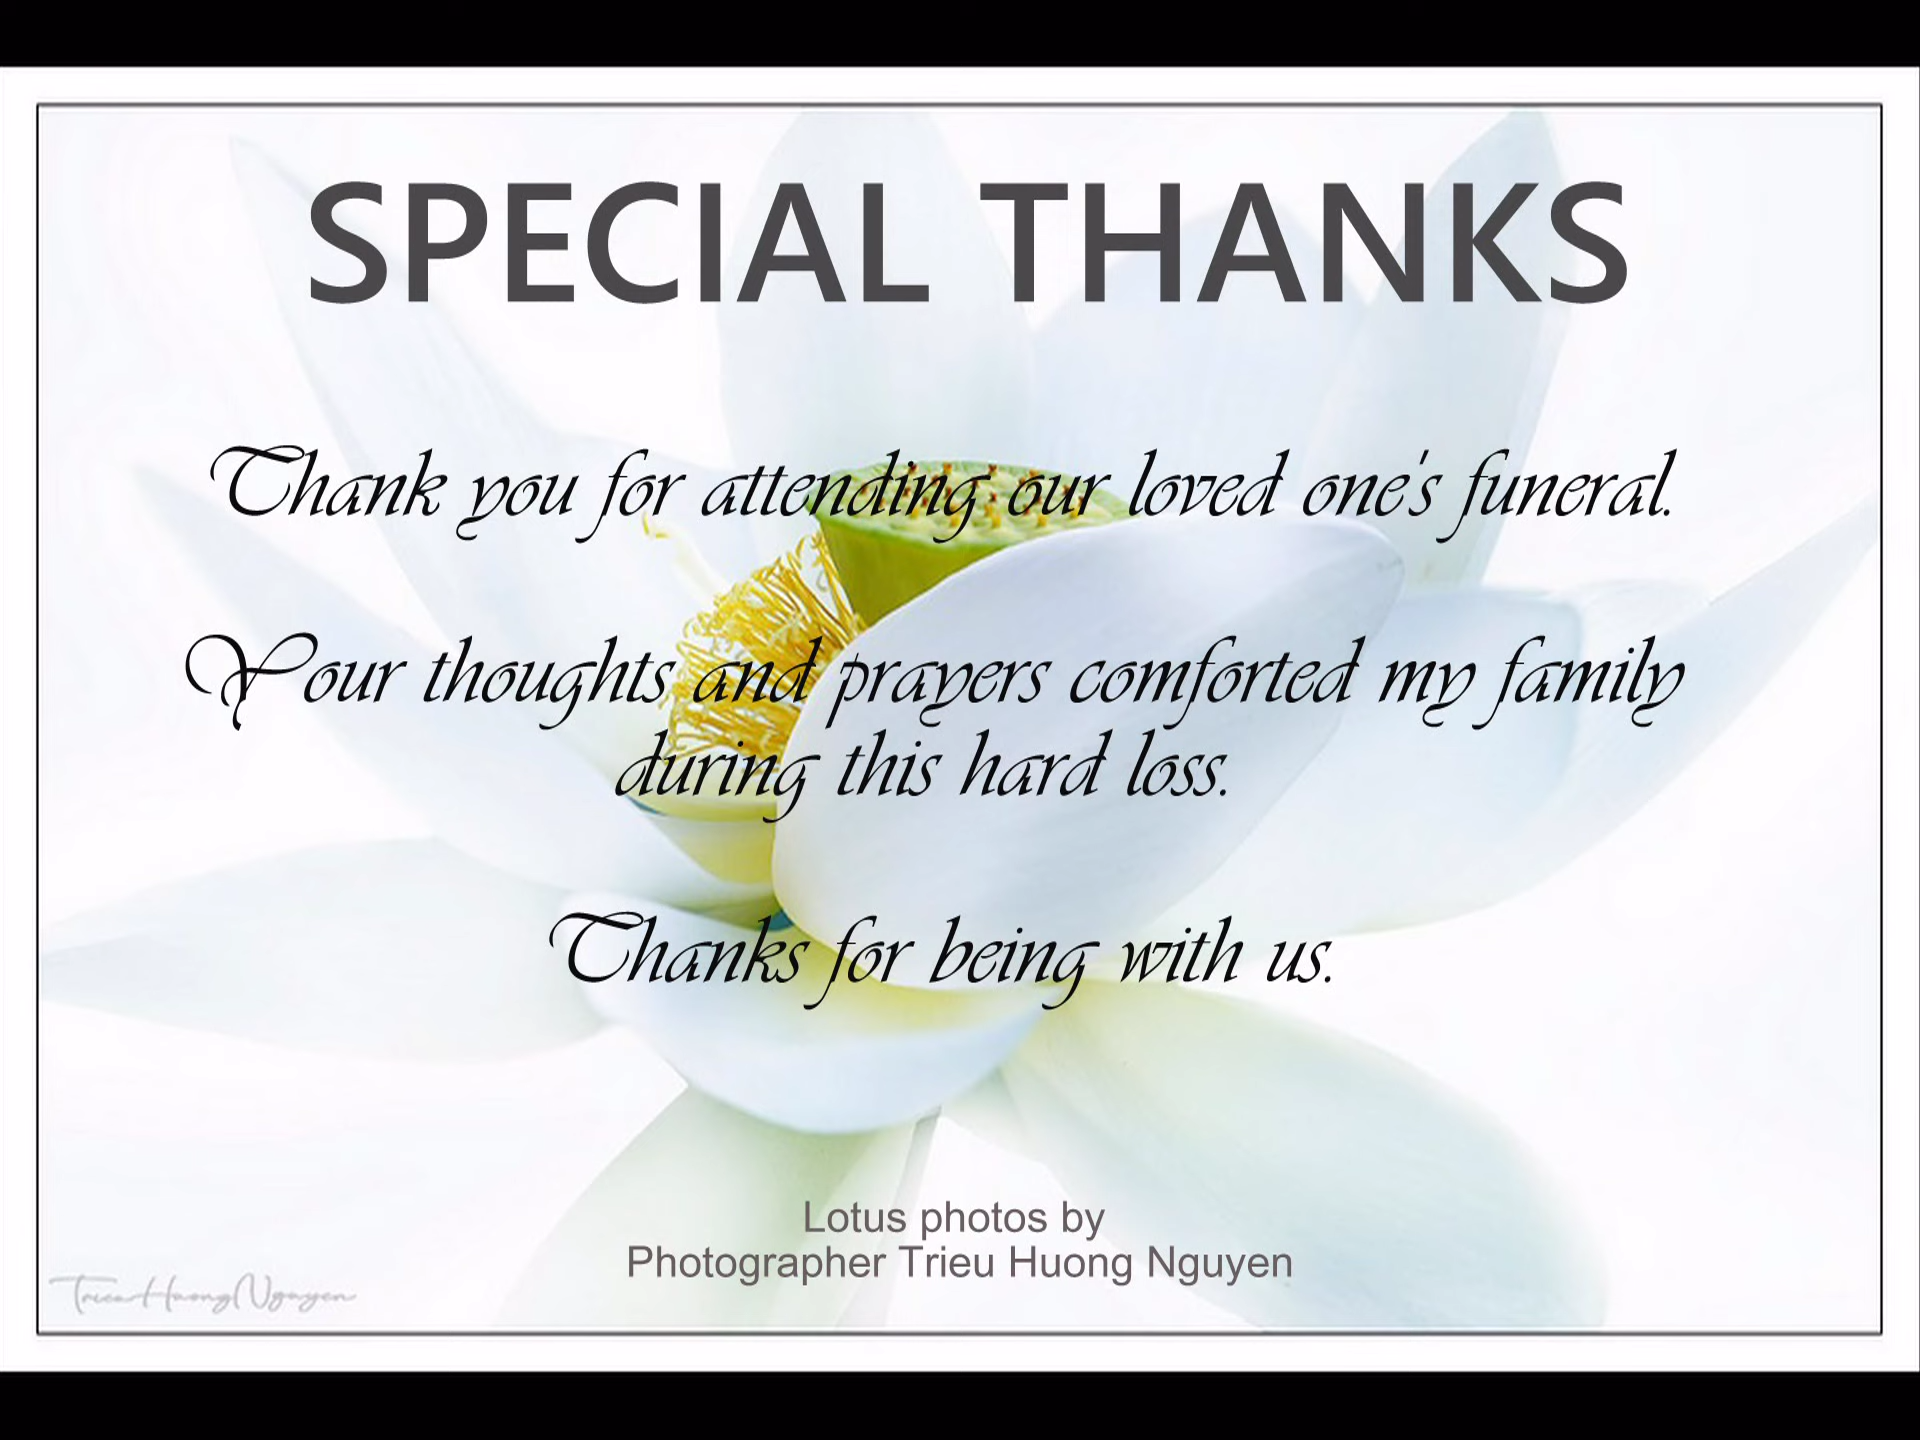 SPECIAL THANKS
Thank you for attending our loved one's funeral.
Your thoughts and prayers comforted my family
during this hard loss.
Thanks for being with us.
Lotus photos by
Photographer Trieu Huong Nguyen
TrieuHuongNguyen